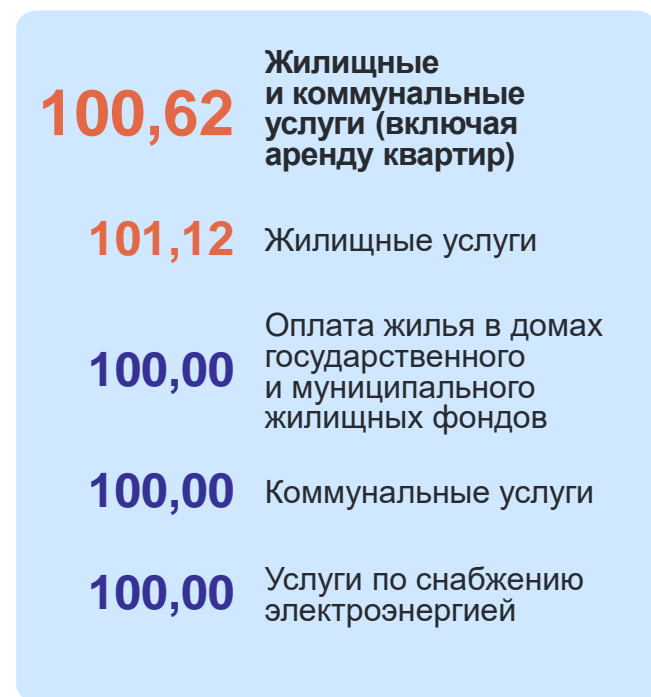 100,62
Жилищные
и коммунальные
услуги (включая
аренду квартир)
101,12
Жилищные услуги
100,00
Оплата жилья в домах
государственного
и муниципального
жилищных фондов
100,00
Коммунальные услуги
100,00
Услуги по снабжению
электроэнергией